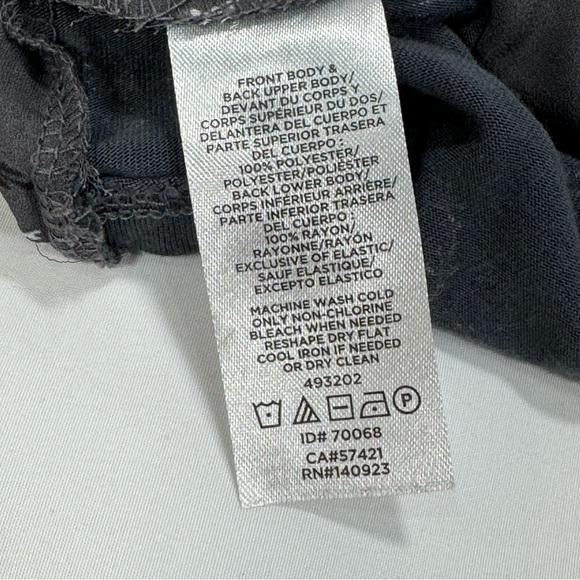 FRONT BODY &
BACK UPPER BODY/
DEVANT DU CORPS Y
CORPS SUPÉRIEUR DU DOS/
DELANTERA DEL CUERPO ET
PARTE SUPERIOR TRASERA
DEL CUERPO:
100% POLYESTER/
POLYESTER/POLIÉSTER
BACK LOWER BODY/
CORPS INFÉRIEUR ARRIÈRE/
PARTE INFERIOR TRASERA
DEL CUERPO:
100% RAYON/
RAYONNE/RAYÓN
EXCLUSIVE OF ELASTIC/
SAUF ÉLASTIQUE/
EXCEPTO ELÁSTICO
MACHINE WASH COLD
ONLY NON-CHLORINE
BLEACH WHEN NEEDED
RESHAPE DRY FLAT
COOL IRON IF NEEDED
OR DRY CLEAN
493202
P
ID# 70068
CA#57421
RN#140923